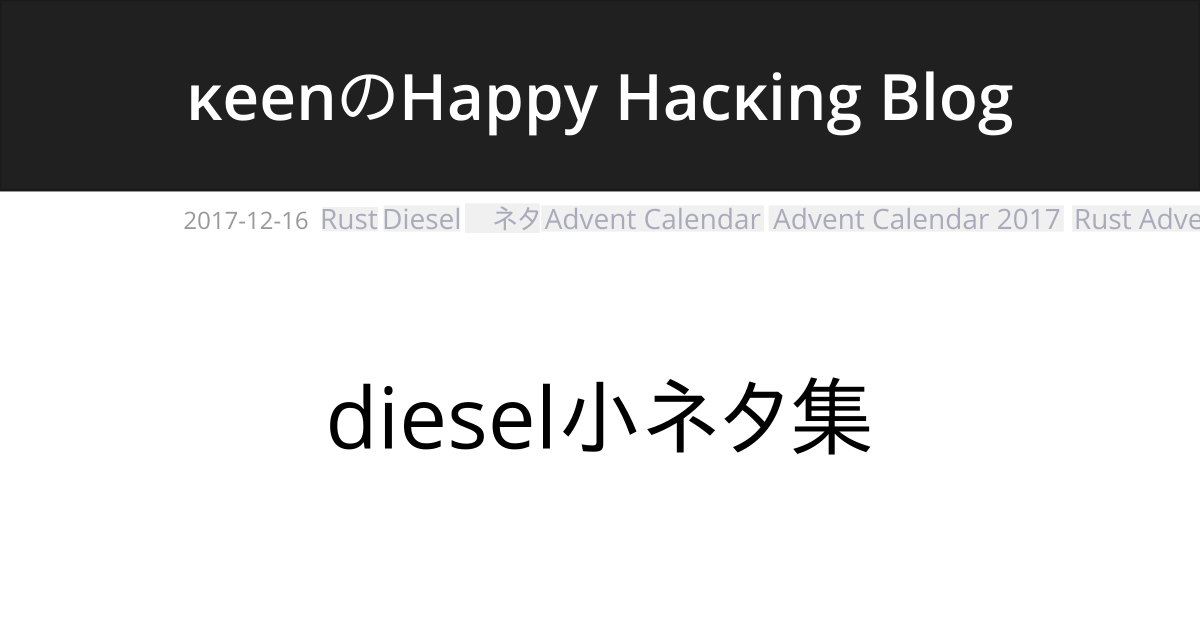 κeenのHappy Hacκing Blog
2017-12-16 Rust Diesel ネタ Advent Calendar Advent Calendar 2017 Rust Adve
diesel小ネタ集